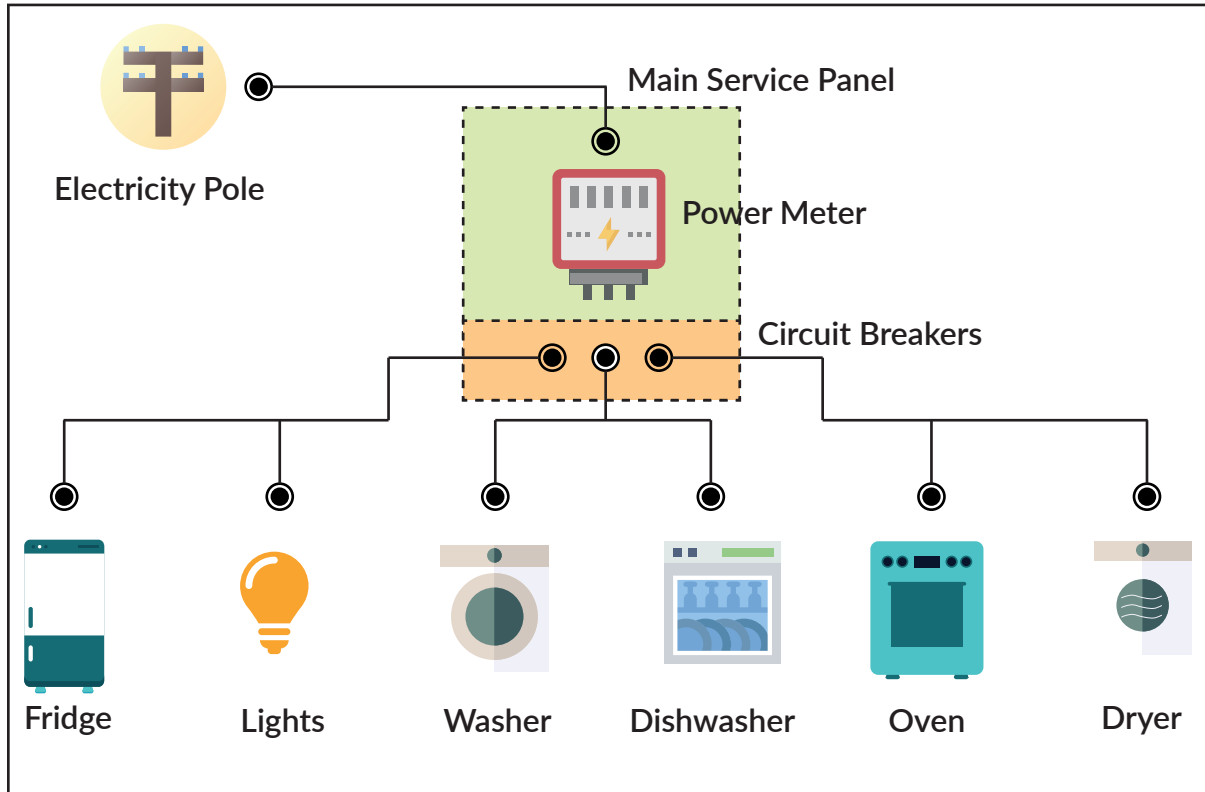 Main Service Panel
Electricity Pole
Power Meter
Circuit Breakers
Fridge
Lights
Washer
Dishwasher
Oven
Dryer